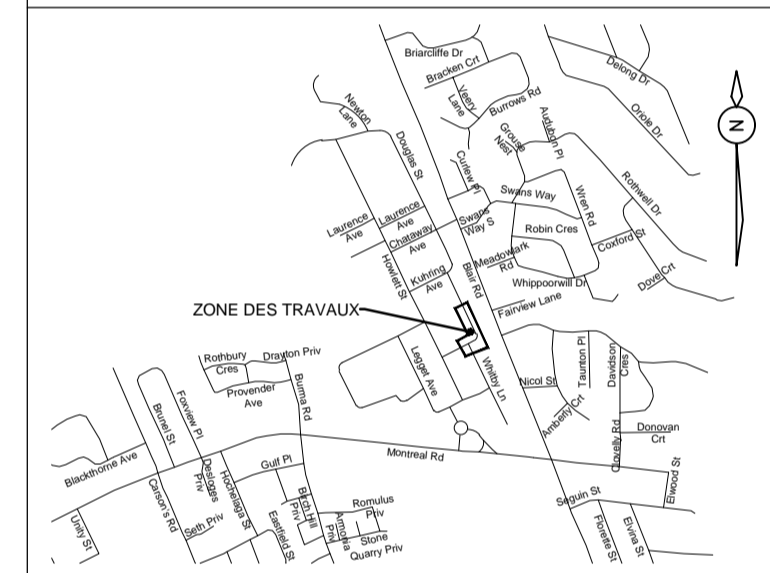 Briarcliffe Dr
Bracken Crt
Delong Dr
Veery
Lane
Burrows Rd
Oriole Dr
Newton
Lane
Audubon Pl
Grouse
Nest
N
Douglas St
Curlew Pl
Rothwell Dr
Swans Way
Wren Rd
Laurence
Ave
Laurence
Ave
Chataway
Ave
Swans
Way S
Robin Cres
Coxford St
Howlett St
Blair Rd
Meadowlark
Rd
Kuhring
Ave
Whippoorwill Dr
Dove Crt
Fairview Lane
ZONE DES TRAVAUX
Rothbury
Cres
Drayton Priv
Provender
Ave
Burma Rd
Legget Ave
Whitby Ln
Nicol St
Taunton Pl
Davidson
Cres
Amberly Crt
Clovelly Rd
Donovan
Crt
Foxview Pl
Brunel St
Blackthorne Ave
Montreal Rd
Gulf Pl
Desloges
Priv
Hochelaga St
Carson's Rd
Birch Hill
Priv
Seguin St
Elwood St
Unity St
Seth Priv
Eastfield St
Armoria
Priv
Romulus
Priv
Stone
Quarry Priv
Florette St
Elvina St